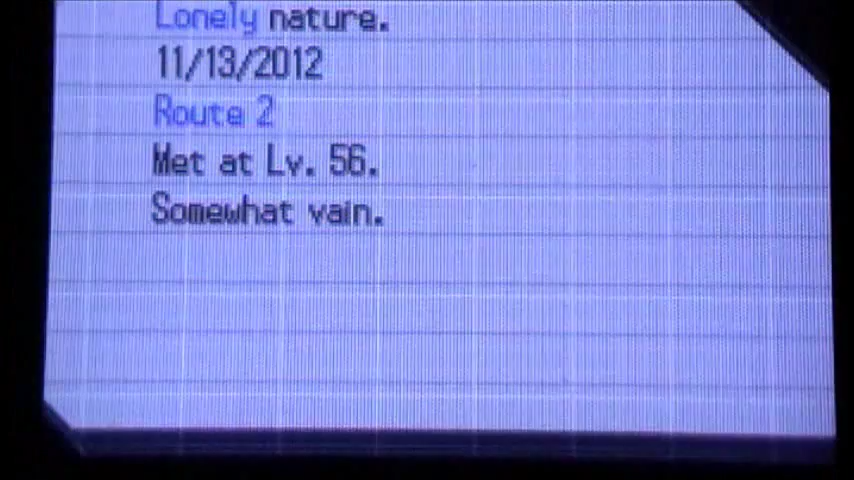 Lonely nature.
11/13/2012
Route 2
Met at Lv. 56.
Somewhat vain.